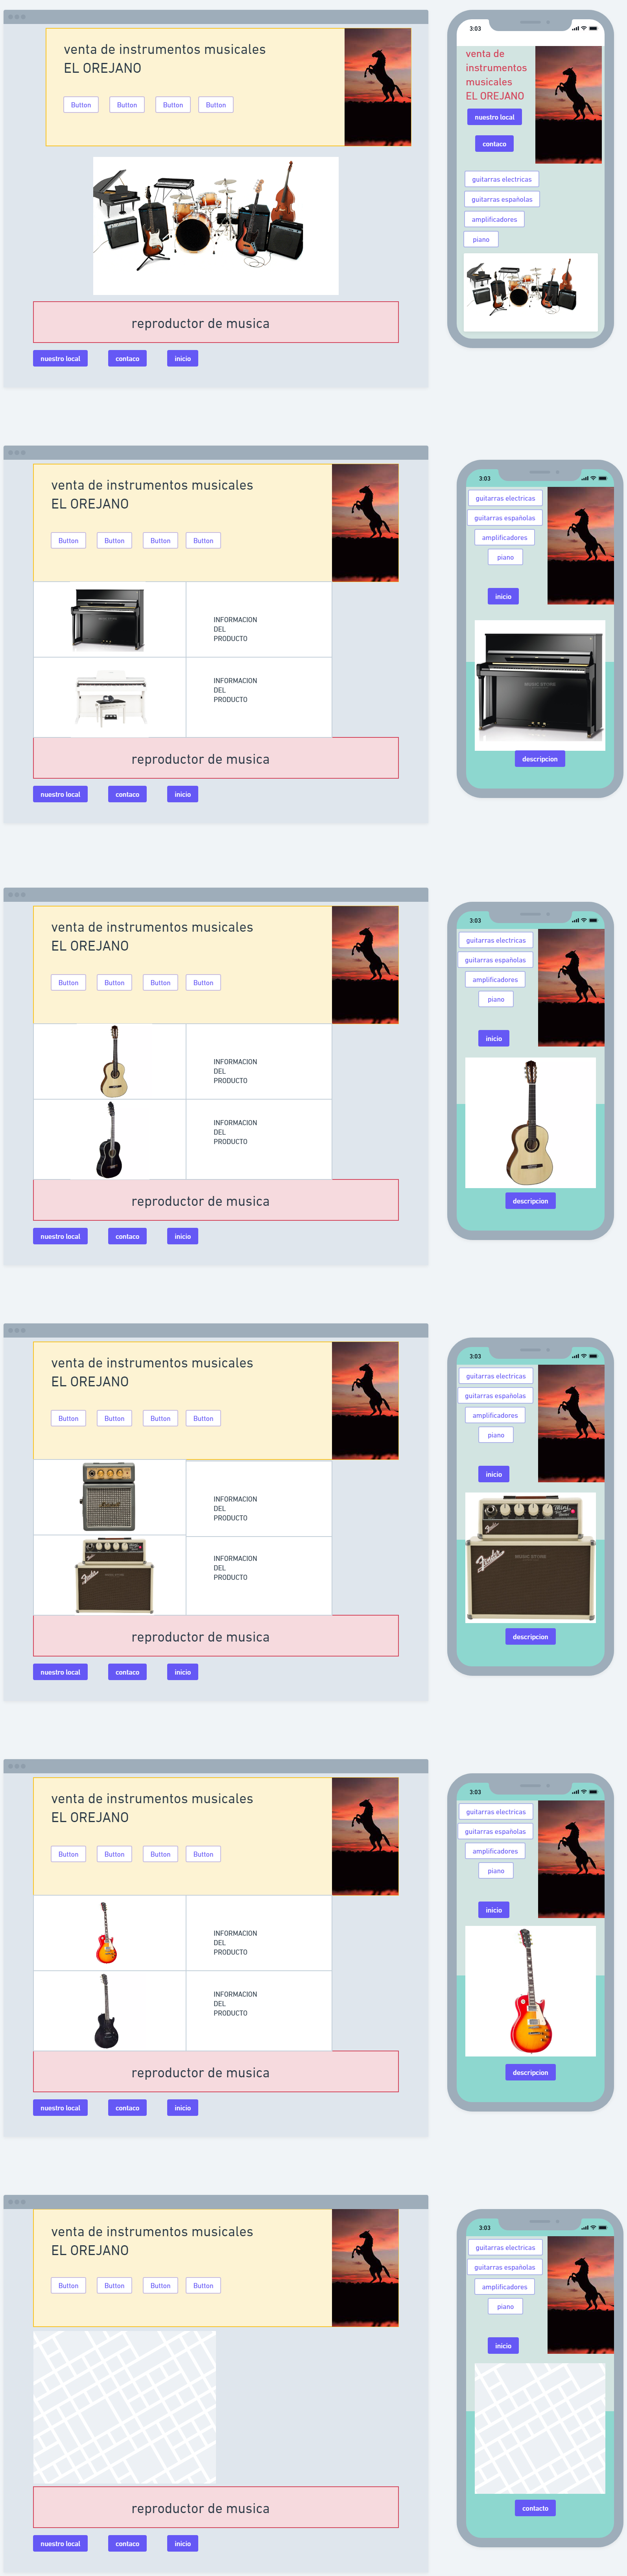 venta de instrumentos musicales
EL OREJANO
Button
Button
Button
Button
reproductor de musica
nuestro local
contaco
inicio
3:03
venta de
instrumentos
musicales
EL OREJANO
nuestro local
contaco
guitarras electricas
guitarras españolas
amplificadores
piano
venta de instrumentos musicales
EL OREJANO
Button
Button
Button
Button
INFORMACION
DEL
PRODUCTO
INFORMACION
DEL
PRODUCTO
reproductor de musica
nuestro local
contaco
inicio
3:03
guitarras electricas
guitarras españolas
amplificadores
piano
inicio
MUSIC STORE
descripcion
venta de instrumentos musicales
EL OREJANO
Button
Button
Button
Button
INFORMACION
DEL
PRODUCTO
INFORMACION
DEL
PRODUCTO
reproductor de musica
nuestro local
contaco
inicio
3:03
guitarras electricas
guitarras españolas
amplificadores
piano
inicio
descripcion
venta de instrumentos musicales
EL OREJANO
Button
Button
Button
Button
Marshall
INFORMACION
DEL
PRODUCTO
Fender
INFORMACION
DEL
PRODUCTO
reproductor de musica
nuestro local
contaco
inicio
3:03
guitarras electricas
guitarras españolas
amplificadores
piano
inicio
Mini
Fender
MUSIC STORE
descripcion
venta de instrumentos musicales
EL OREJANO
Button
Button
Button
Button
INFORMACION
DEL
PRODUCTO
INFORMACION
DEL
PRODUCTO
reproductor de musica
nuestro local
contaco
inicio
3:03
guitarras electricas
guitarras españolas
amplificadores
piano
inicio
descripcion
venta de instrumentos musicales
EL OREJANO
Button
Button
Button
Button
reproductor de musica
nuestro local
contaco
inicio
3:03
guitarras electricas
guitarras españolas
amplificadores
piano
inicio
contacto